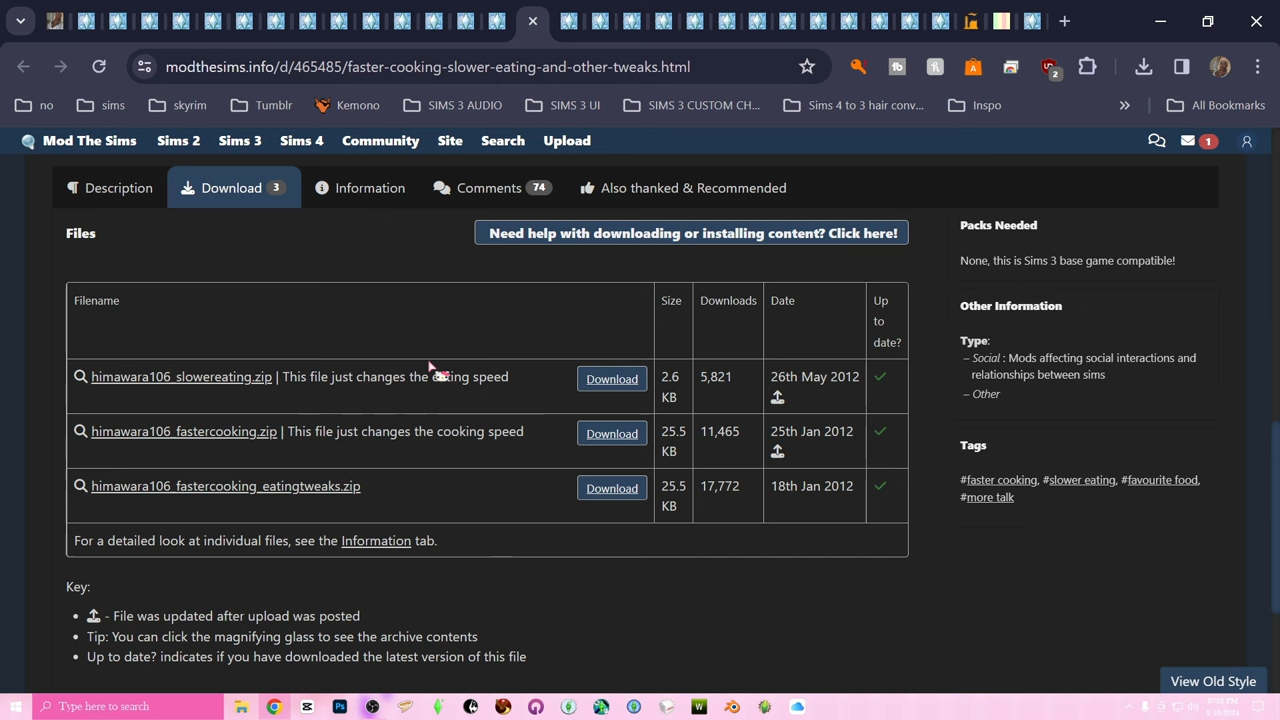 modthesims.info/d/465485/faster-cooking-slower-eating-and-other-tweaks.html
2
no
sims
skyrim
Tumblr
Kemono
SIMS 3 AUDIO
SIMS 3 UI
SIMS 3 CUSTOM CH...
Sims 4 to 3 hair conv...
Inspo
»
All Bookmarks
Mod The Sims
Sims 2
Sims 3
Sims 4
Community
Site
Search
Upload
1
Description
Download 3
Information
Comments 74
Also thanked & Recommended
Files
Need help with downloading or installing content? Click here!
Filename
Size
Downloads
Date
Up
to
date?
himawara106_slowereating.zip | This file just changes the eating speed
Download
2.6
KB
5,821
26th May 2012
himawara106_fastercooking.zip | This file just changes the cooking speed
Download
25.5
KB
11,465
25th Jan 2012
himawara106_fastercooking_eatingtweaks.zip
Download
25.5
KB
17,772
18th Jan 2012
For a detailed look at individual files, see the Information tab.
Key:
• - File was updated after upload was posted
• Tip: You can click the magnifying glass to see the archive contents
• Up to date? indicates if you have downloaded the latest version of this file
Packs Needed
None, this is Sims 3 base game compatible!
Other Information
Type:
– Social : Mods affecting social interactions and
relationships between sims
– Other
Tags
#faster cooking, #slower eating, #favourite food,
#more talk
View Old Style
Type here to search
Ps
W